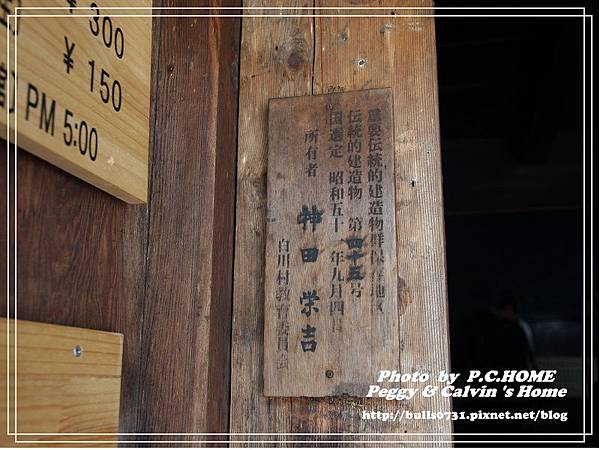 ¥ 300
¥ 150
PM 5:00
重要伝統的建造物群保存地区
伝統的建造物 第四十五号
国選定 昭和五十一年九月四日
所有者 神田栄吉
白川村教育委員会
Photo by P.C.HOME
Peggy & Calvin 's Home
http://bulls0731.pixnet.net/blog